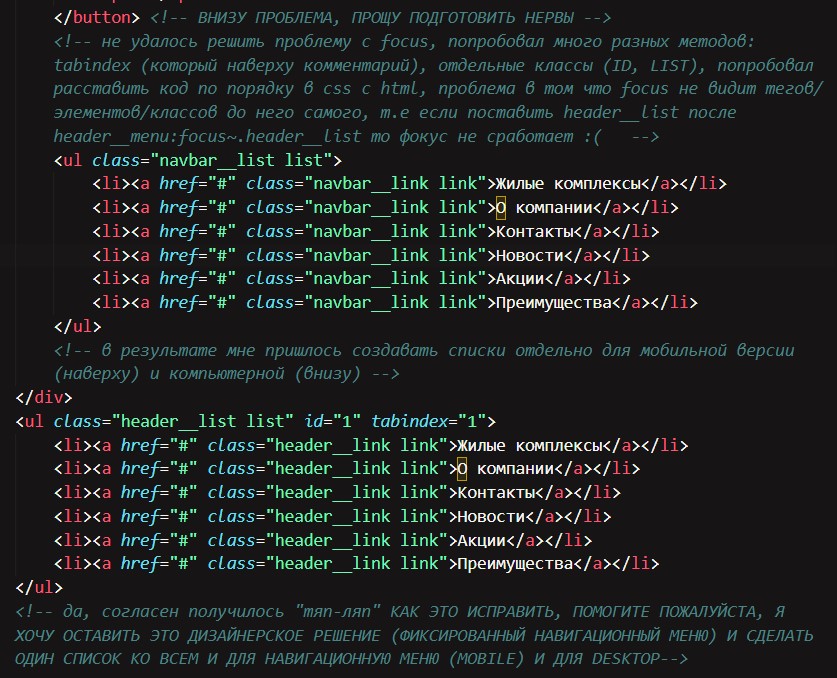 </button> <!-- ВНИЗУ ПРОБЛЕМА, ПРОЩУ ПОДГОТОВИТЬ НЕРВЫ -->
<!-- не удалось решить проблему с focus, попробовал много разных методов:
tabindex (который наверху комментарий), отдельные классы (ID, LIST), попробовал
расставить код по порядку в css с html, проблема в том что focus не видит тегов/
элементов/классов до него самого, т.е если поставить header__list после
header__menu:focus~.header__list то фокус не сработает :(   -->
<ul class="navbar__list list">
<li><a href="#" class="navbar__link link">Жилые комплексы</a></li>
<li><a href="#" class="navbar__link link">О компании</a></li>
<li><a href="#" class="navbar__link link">Контакты</a></li>
<li><a href="#" class="navbar__link link">Новости</a></li>
<li><a href="#" class="navbar__link link">Акции</a></li>
<li><a href="#" class="navbar__link link">Преимущества</a></li>
</ul>
<!-- в результате мне пришлось создавать списки отдельно для мобильной версии
(наверху) и компьютерной (внизу) -->
</div>
<ul class="header__list list" id="1" tabindex="1">
<li><a href="#" class="header__link link">Жилые комплексы</a></li>
<li><a href="#" class="header__link link">О компании</a></li>
<li><a href="#" class="header__link link">Контакты</a></li>
<li><a href="#" class="header__link link">Новости</a></li>
<li><a href="#" class="header__link link">Акции</a></li>
<li><a href="#" class="header__link link">Преимущества</a></li>
</ul>
<!-- да, согласен получилось "тяп-ляп" КАК ЭТО ИСПРАВИТЬ, ПОМОГИТЕ ПОЖАЛУЙСТА, Я
ХОЧУ ОСТАВИТЬ ЭТО ДИЗАЙНЕРСКОЕ РЕШЕНИЕ (ФИКСИРОВАННЫЙ НАВИГАЦИОННЫЙ МЕНЮ) И СДЕЛАТЬ
ОДИН СПИСОК КО ВСЕМ И ДЛЯ НАВИГАЦИОННУЮ МЕНЮ (MOBILE) И ДЛЯ DESKTOP-->